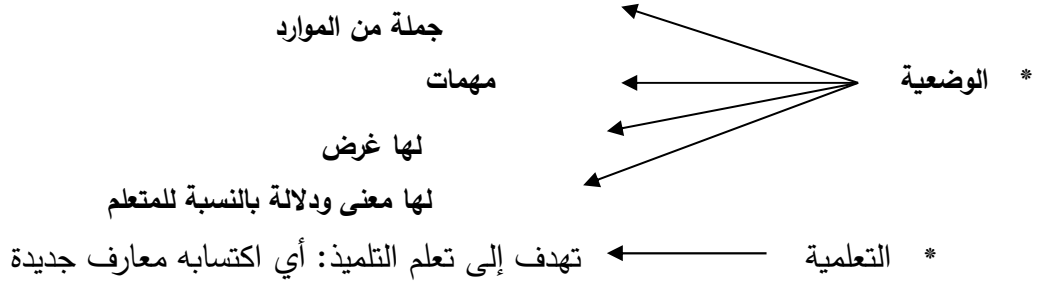 جملة من الموارد
* الوضعية
مهمات
لها غرض
لها معنى ودلالة بالنسبة للمتعلم
* التعلمية
تهدف إلى تعلم التلميذ: أي اكتسابه معارف جديدة